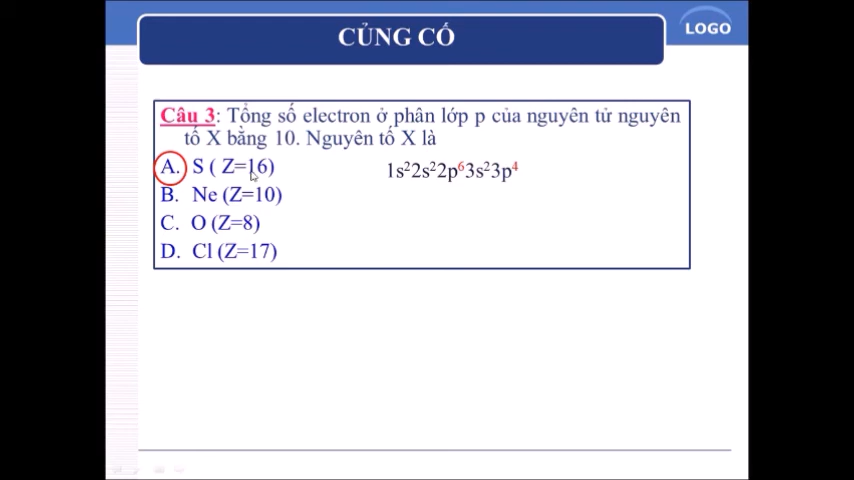 CỦNG CỐ
LOGO
Câu 3: Tổng số electron ở phân lớp p của nguyên tử nguyên
tố X bằng 10. Nguyên tố X là
A. S ( Z=16)
1s²2s²2p⁶3s²3p⁴
B. Ne (Z=10)
C. O (Z=8)
D. Cl (Z=17)